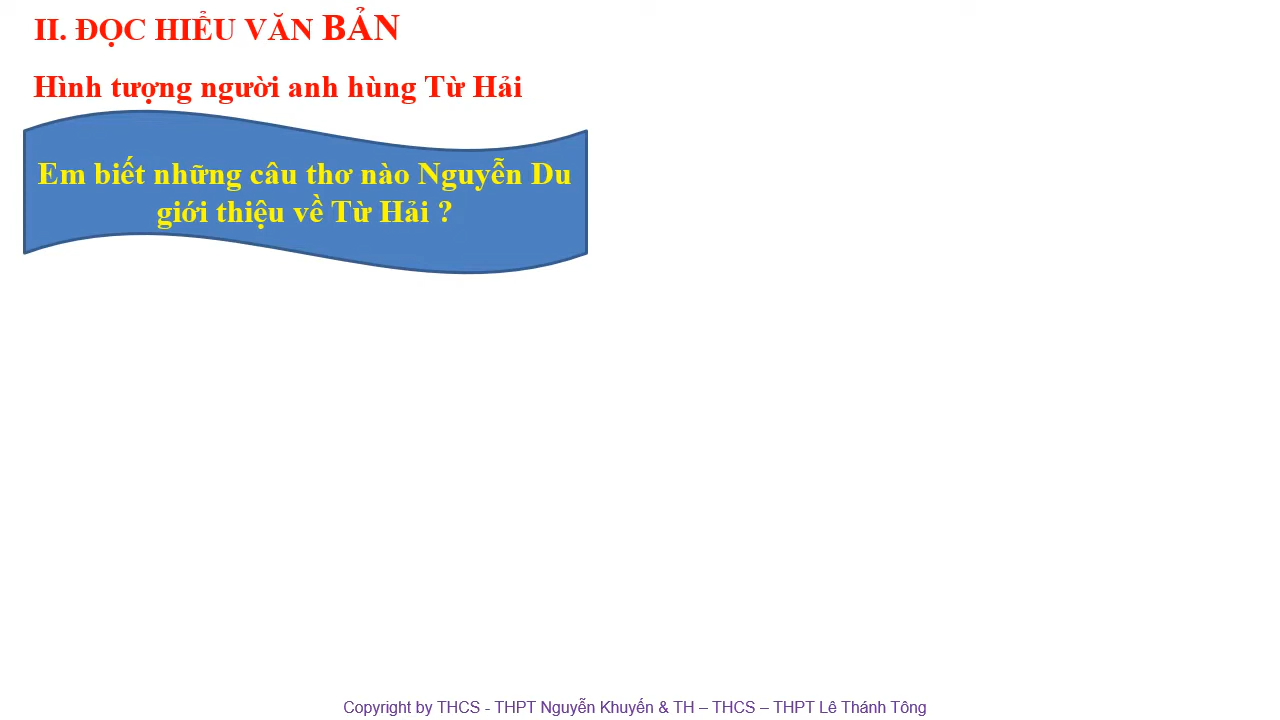 II. ĐỌC HIỂU VĂN BẢN
Hình tượng người anh hùng Từ Hải
Em biết những câu thơ nào Nguyễn Du
giới thiệu về Từ Hải ?
Copyright by THCS - THPT Nguyễn Khuyến & TH – THCS – THPT Lê Thánh Tông